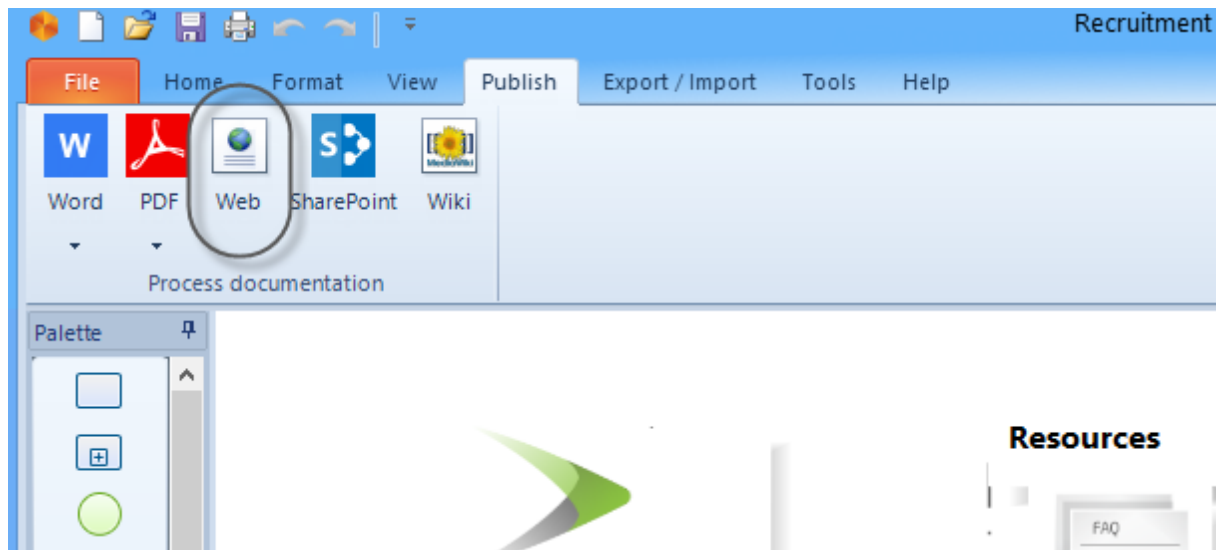 Recruitment
File Home Format View Publish Export / Import Tools Help
W S
Word PDF Web SharePoint Wiki
Process documentation
Palette
Resources
FAQ